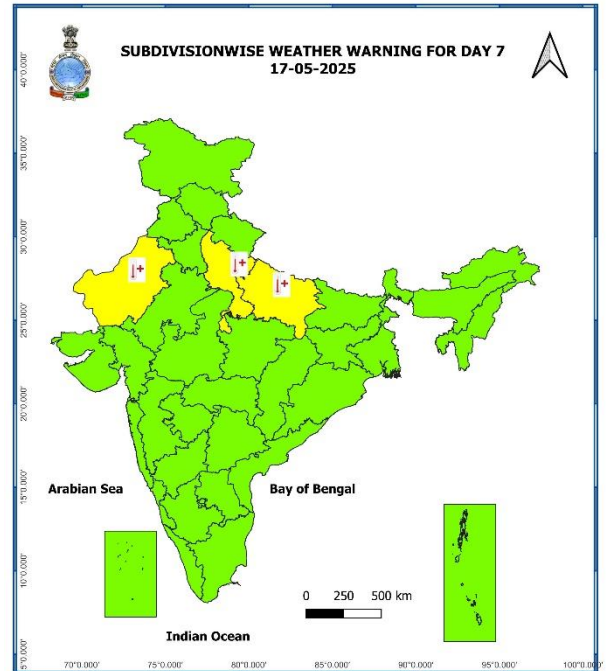 SUBDIVISIONWISE WEATHER WARNING FOR DAY 7
17-05-2025
40°0.000'
35°0.000'
30°0.000'
25°0.000'
20°0.000'
15°0.000'
10°0.000'
5°0.000'
Arabian Sea
Bay of Bengal
0 250 500 km
Indian Ocean
70°0.000' 75°0.000' 80°0.000' 85°0.000' 90°0.000' 95°0.000' 100°0.000'